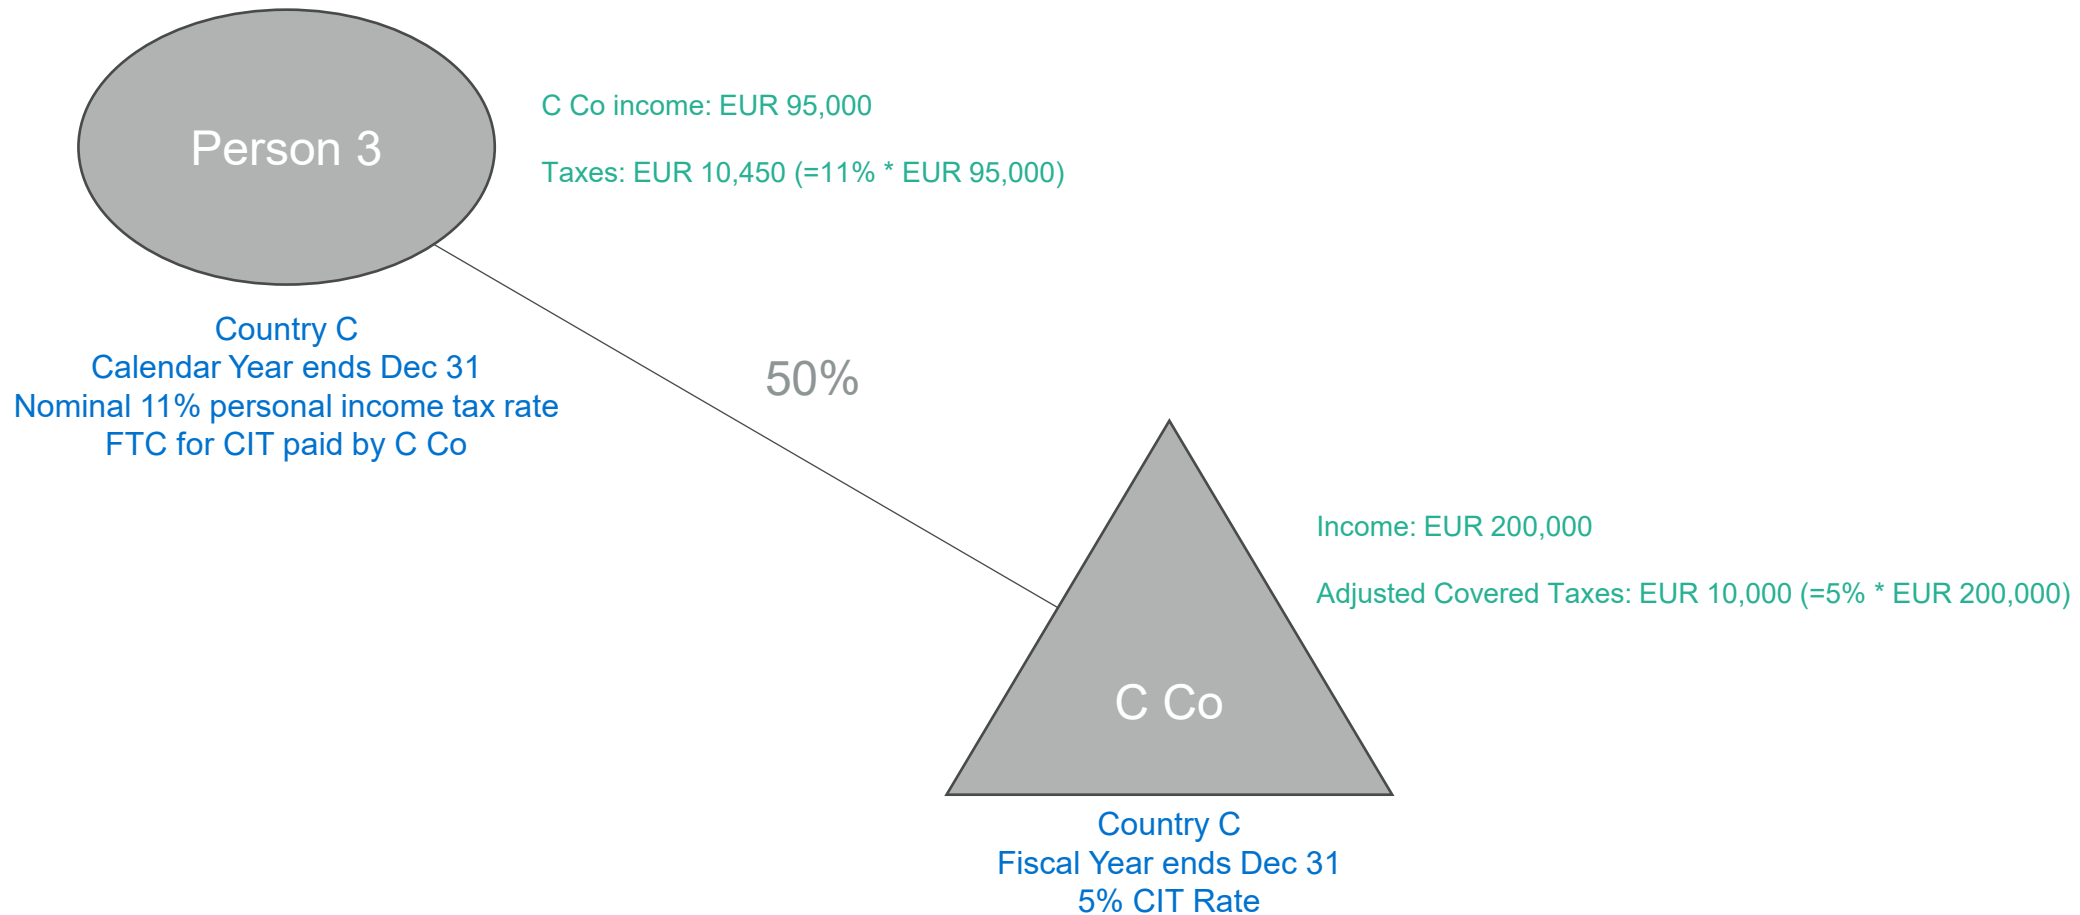 Person 3
C Co income: EUR 95,000
Taxes: EUR 10,450 (=11% * EUR 95,000)
Country C
Calendar Year ends Dec 31
Nominal 11% personal income tax rate
FTC for CIT paid by C Co
50%
Income: EUR 200,000
Adjusted Covered Taxes: EUR 10,000 (=5% * EUR 200,000)
C Co
Country C
Fiscal Year ends Dec 31
5% CIT Rate